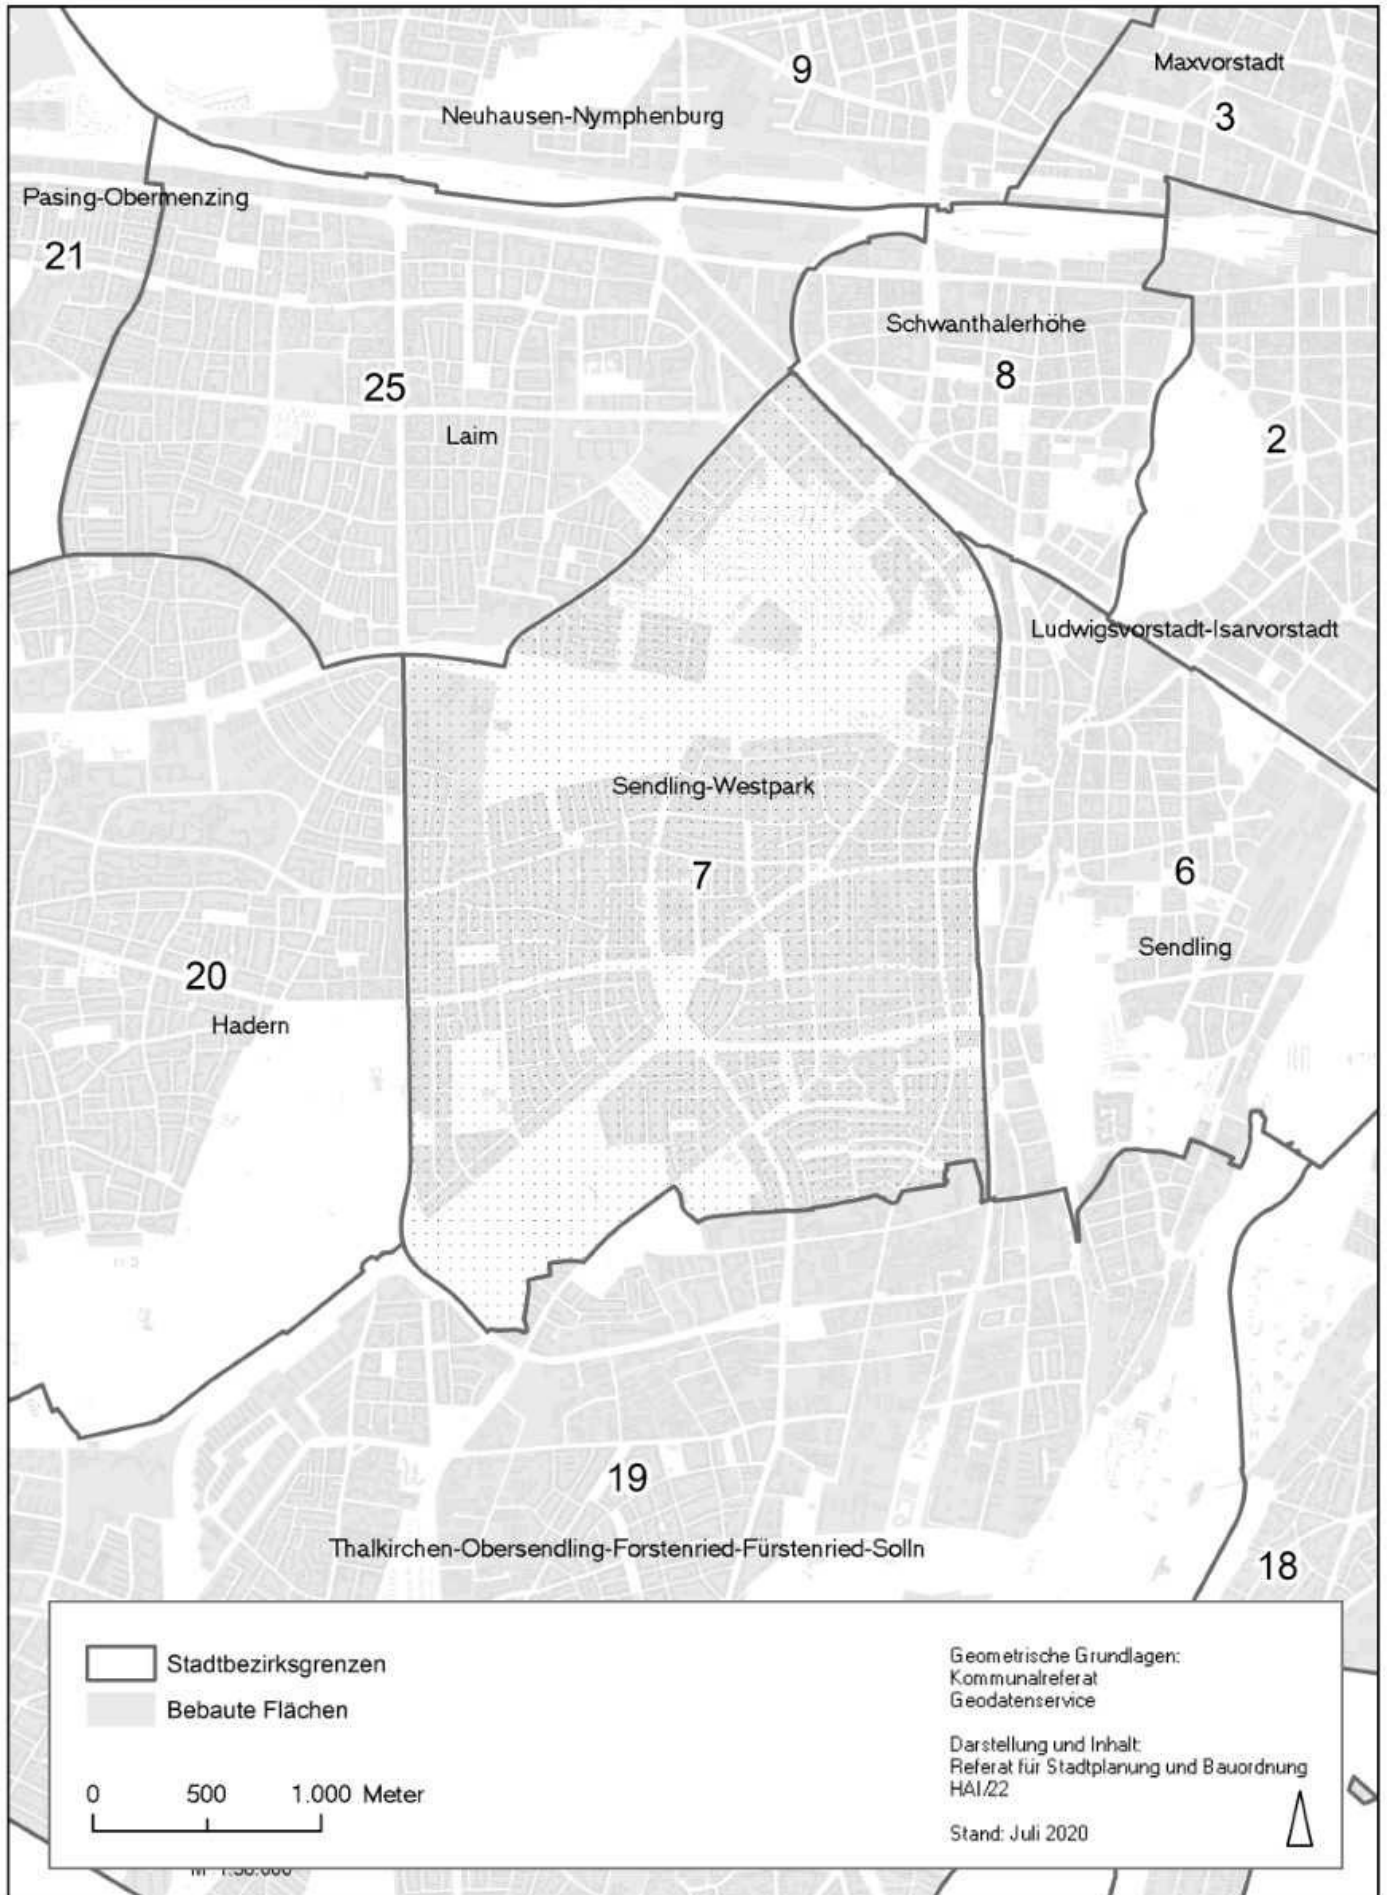 9
Maxvorstadt
3
Neuhausen-Nymphenburg
Pasing-Obermenzing
21
Schwanthalerhöhe
8
25
Laim
2
Ludwigsvorstadt-Isarvorstadt
Sendling-Westpark
7
6
Sendling
20
Hadern
19
Thalkirchen-Obersendling-Forstenried-Fürstenried-Solln
18
Stadtbezirksgrenzen
Bebaute Flächen
0 500 1.000 Meter
Geometrische Grundlagen:
Kommunalreferat
Geodatenservice
Darstellung und Inhalt:
Referat für Stadtplanung und Bauordnung
HAI/22
Stand: Juli 2020